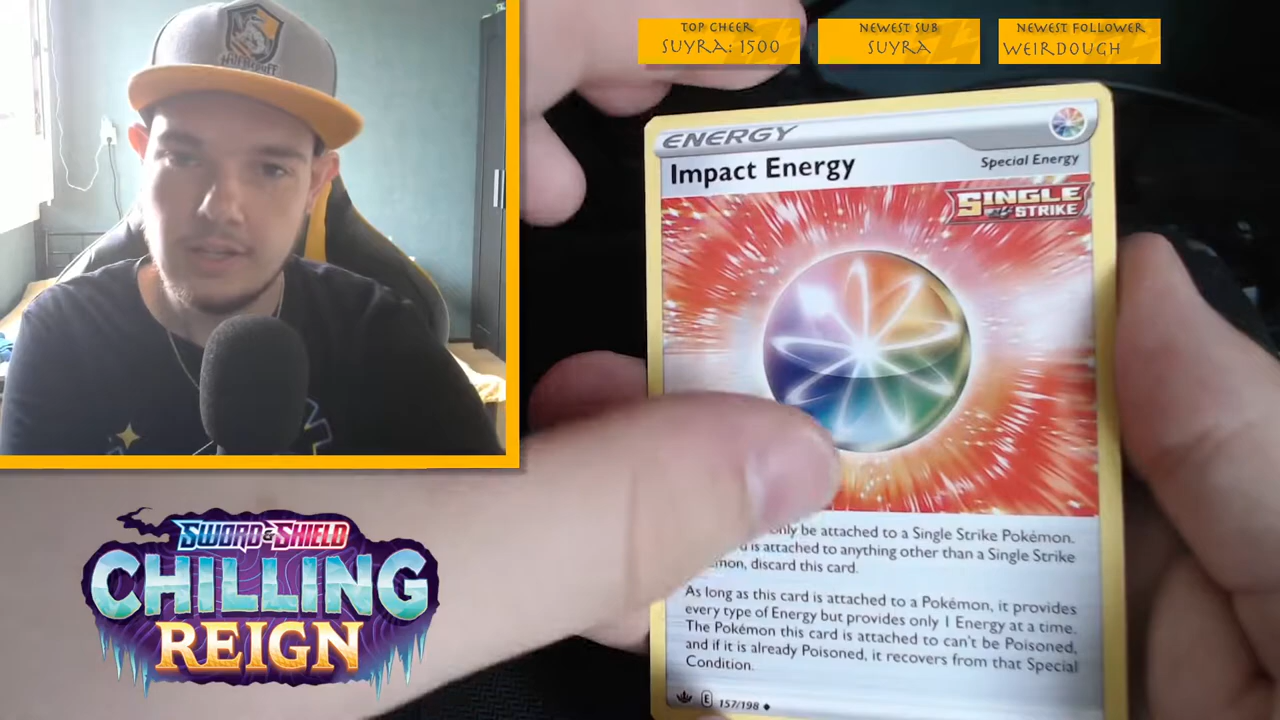 TOP CHEER
SUYRA: 1500
NEWEST SUB
SUYRA
NEWEST FOLLOWER
WEIRDOUGH
HUFFLEPUFF
ENERGY
Impact Energy
Special Energy
SINGLE
STRIKE
only be attached to a Single Strike Pokémon.
is attached to anything other than a Single Strike
mon, discard this card.
As long as this card is attached to a Pokémon, it provides
every type of Energy but provides only 1 Energy at a time.
The Pokémon this card is attached to can't be Poisoned,
and if it is already Poisoned, it recovers from that Special
Condition.
E
157/198
SWORD & SHIELD
CHILLING
REIGN